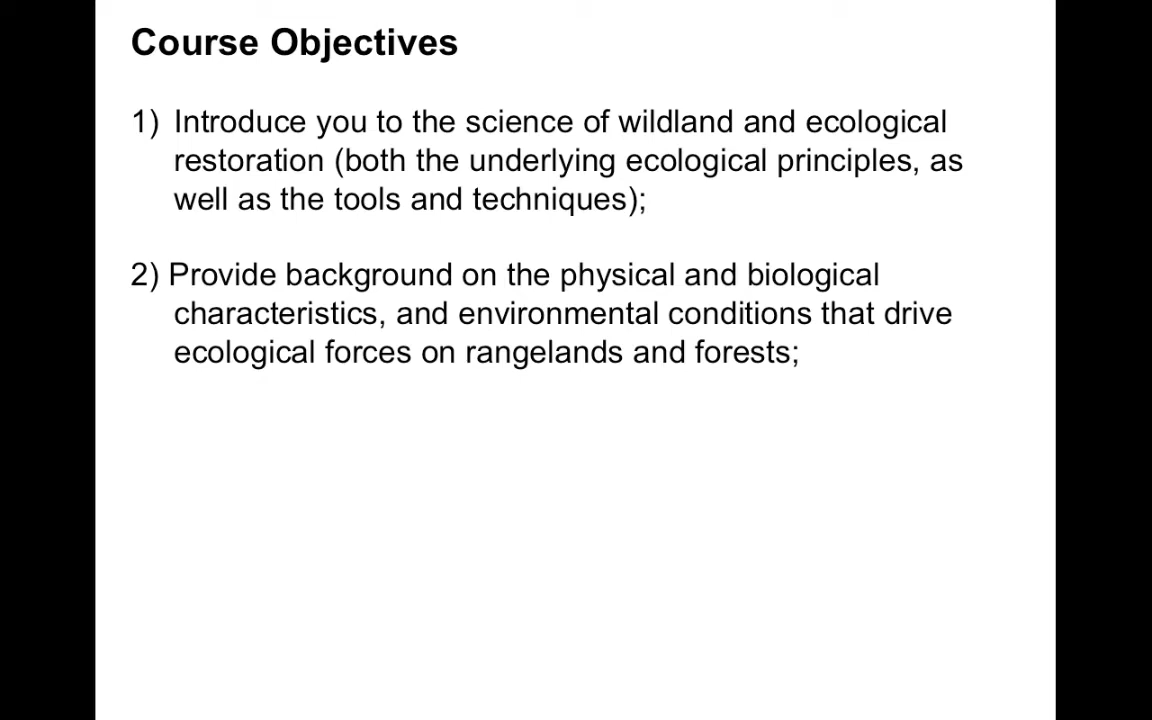 Course Objectives
1) Introduce you to the science of wildland and ecological
restoration (both the underlying ecological principles, as
well as the tools and techniques);
2) Provide background on the physical and biological
characteristics, and environmental conditions that drive
ecological forces on rangelands and forests;